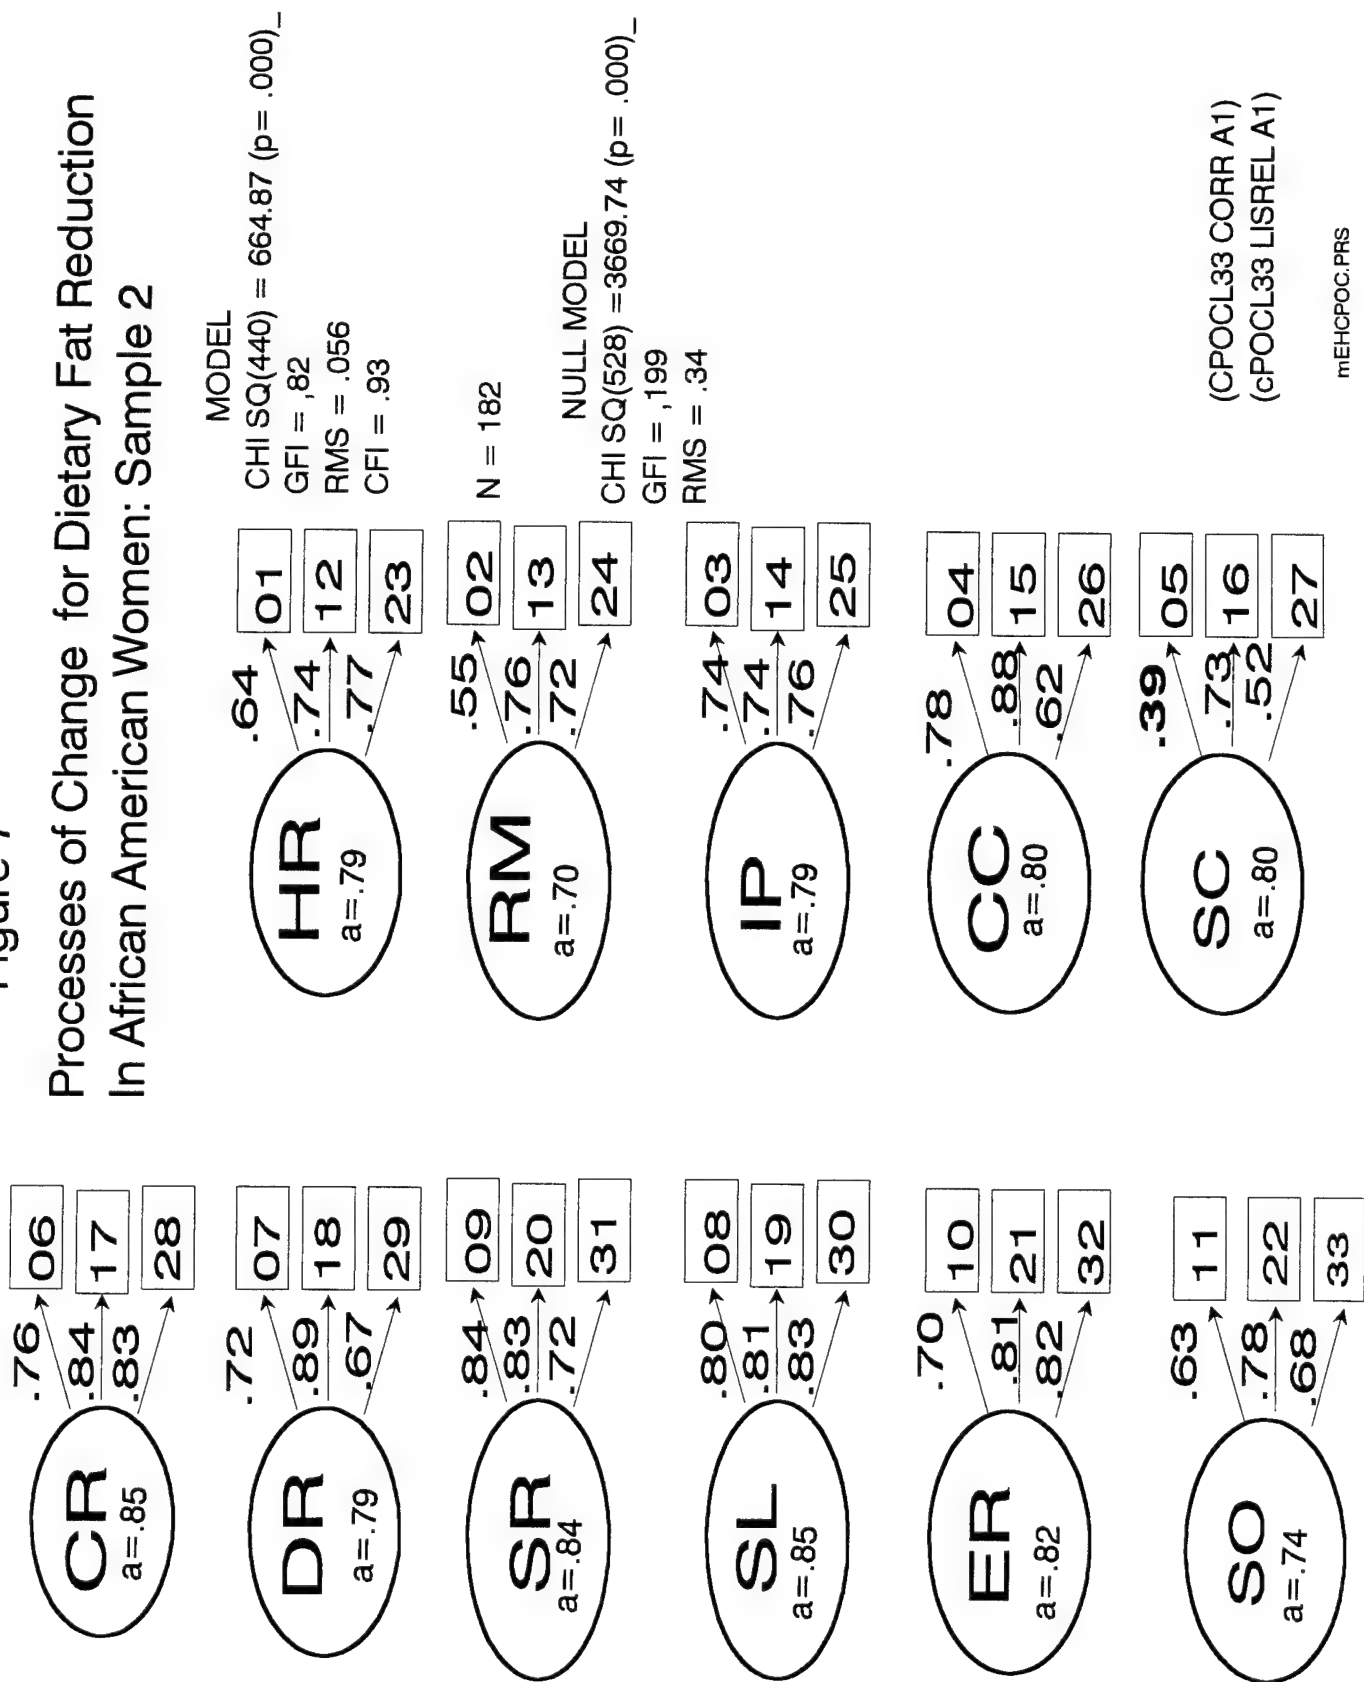 Figure 7
Processes of Change for Dietary Fat Reduction
In African American Women: Sample 2
CR
a=.85
.76
.84
.83
06
17
28
DR
a=.79
.72
.89
.67
07
18
29
SR
a=.84
.84
.83
.72
09
20
31
SL
a=.85
.80
.81
.83
08
19
30
ER
a=.82
.70
.81
.82
10
21
32
SO
a=.74
.63
.78
.68
11
22
33
HR
a=.79
.64
.74
.77
01
12
23
RM
a=.70
.55
.76
.72
02
13
24
IP
a=.79
.74
.74
.76
03
14
25
CC
a=.80
.78
.88
.62
04
15
26
SC
a=.80
.39
.73
.52
05
16
27
MODEL
CHI SQ(440) = 664.87 (p= .000)_
GFI = ,82
RMS = .056
CFI = .93
N = 182
NULL MODEL
CHI SQ(528) =3669.74 (p= .000)_
GFI = ,199
RMS = .34
(CPOCL33 CORR A1)
(cPOCL33 LISREL A1)
mEHCPOC.PRS